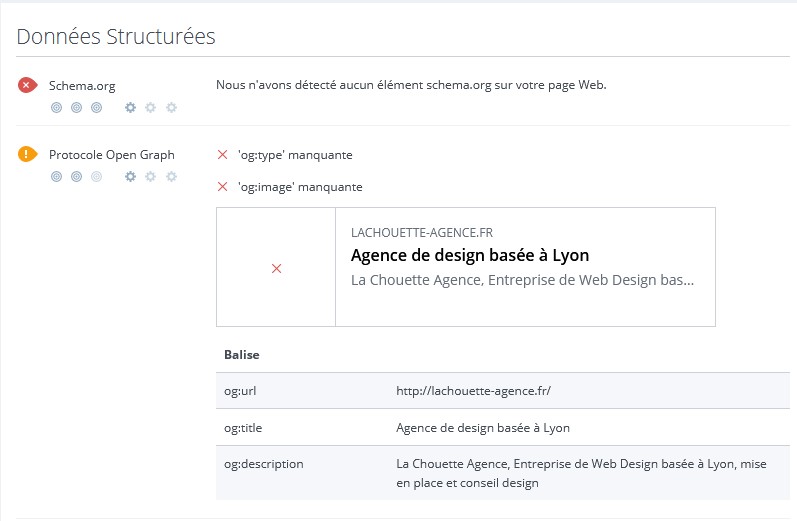 Données Structurées
Schema.org
Nous n'avons détecté aucun élément schema.org sur votre page Web.
Protocole Open Graph
'og:type' manquante
'og:image' manquante
LACHOUETTE-AGENCE.FR
Agence de design basée à Lyon
La Chouette Agence, Entreprise de Web Design bas...
Balise
og:url http://lachouette-agence.fr/
og:title Agence de design basée à Lyon
og:description La Chouette Agence, Entreprise de Web Design basée à Lyon, mise
en place et conseil design